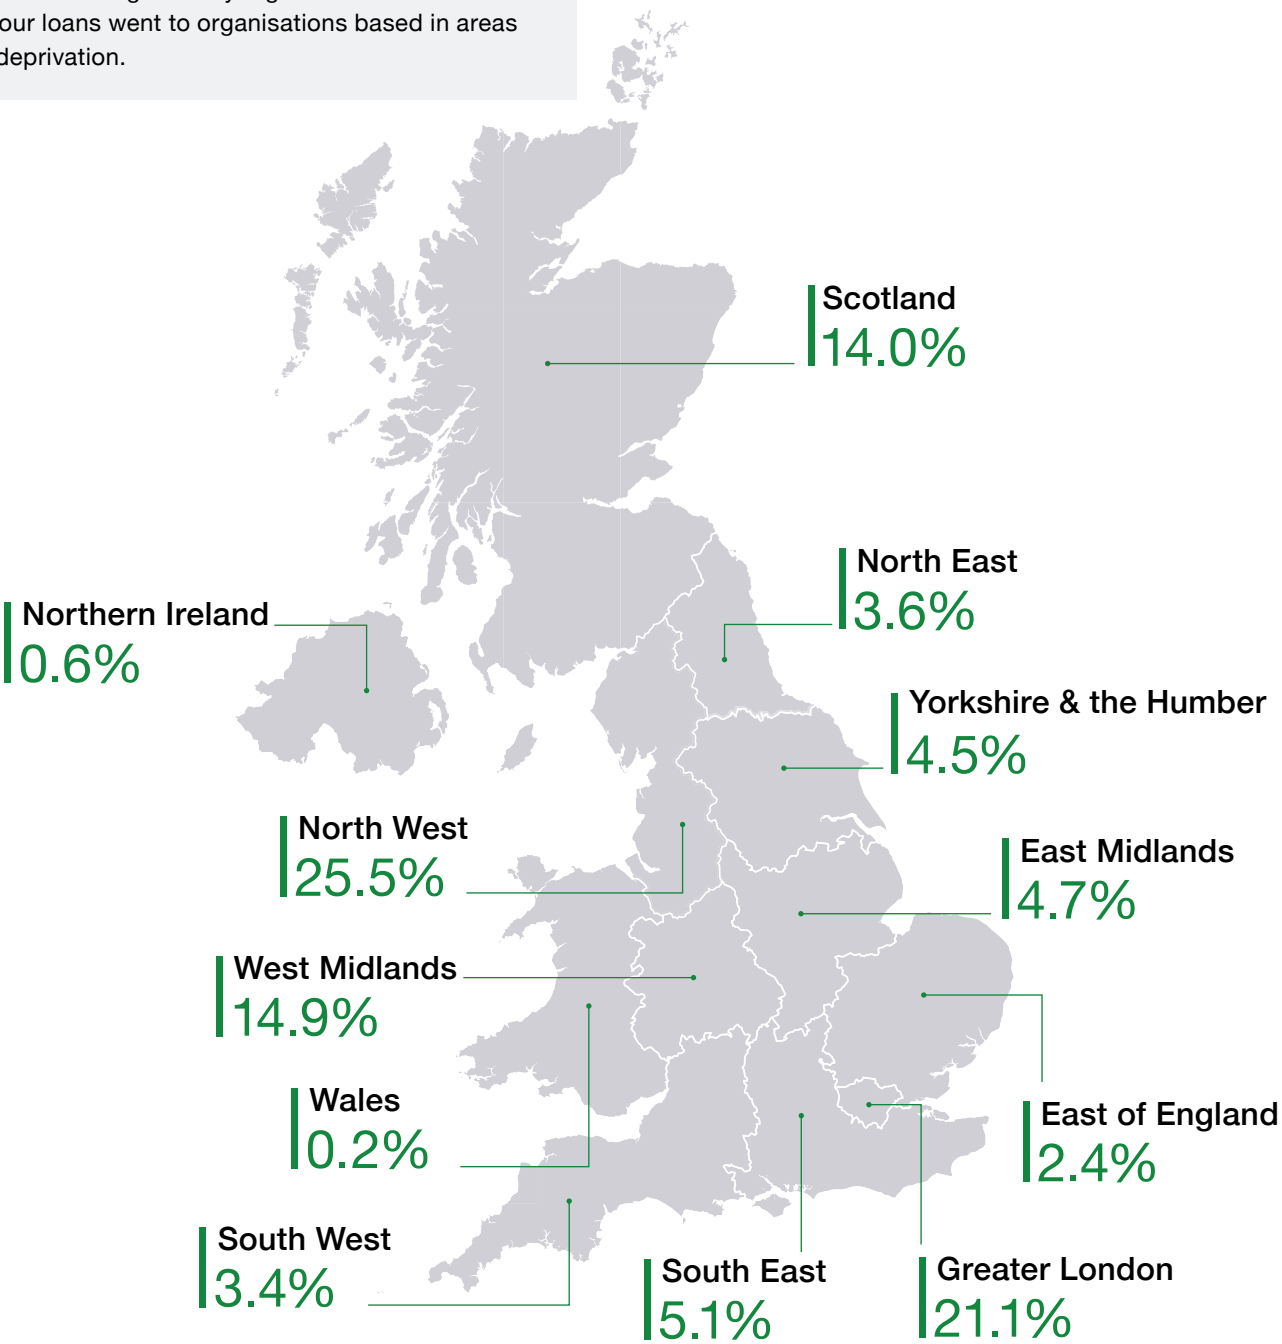 our loans went to organisations based in areas
deprivation.
Scotland
14.0%
North East
3.6%
Northern Ireland
0.6%
Yorkshire & the Humber
4.5%
North West
25.5%
East Midlands
4.7%
West Midlands
14.9%
Wales
0.2%
East of England
2.4%
South West
3.4%
South East
5.1%
Greater London
21.1%